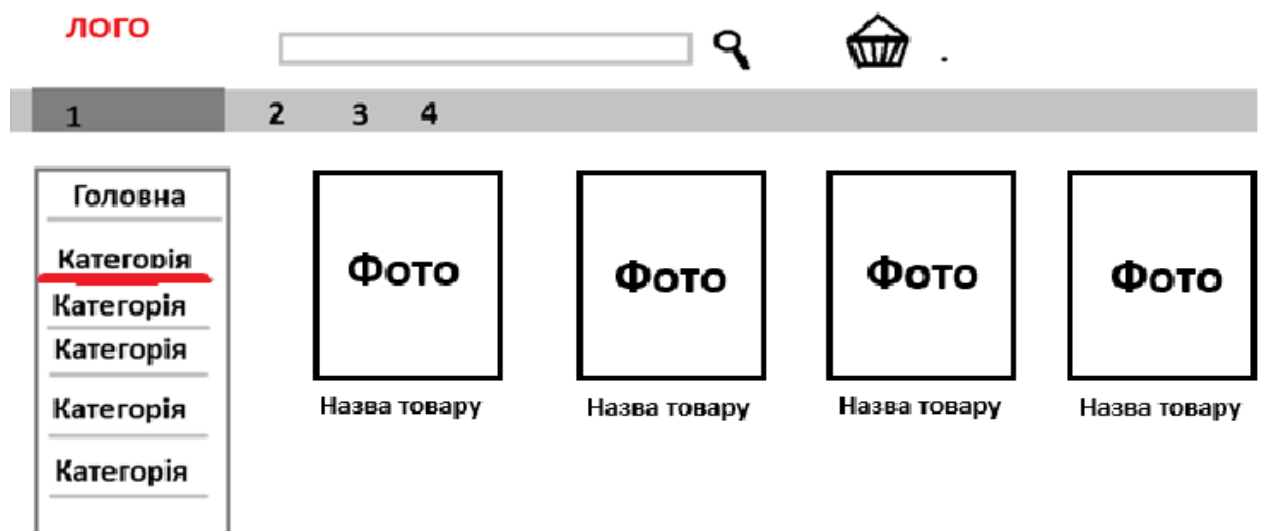 ЛОГО
1 2 3 4
Головна
Категорія
Категорія
Категорія
Категорія
Категорія
Фото Фото Фото Фото
Назва товару Назва товару Назва товару Назва товару